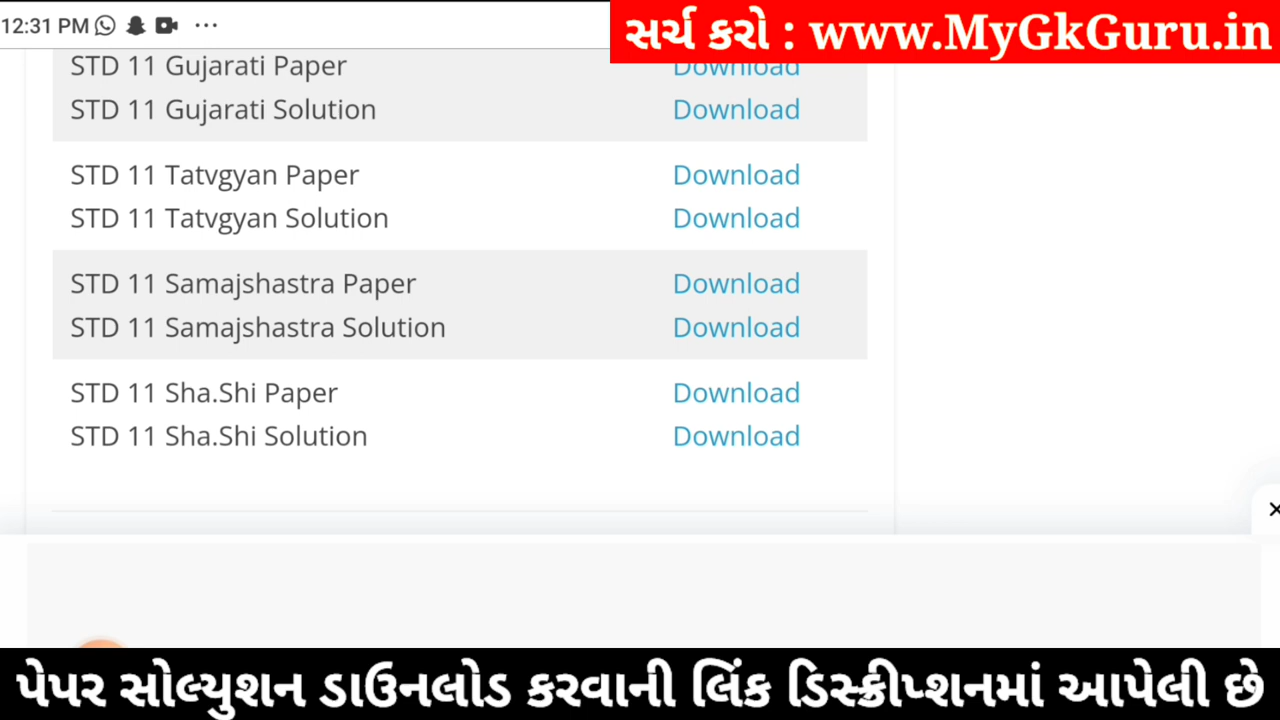 12:31 PM
સર્ચ કરો : www.MyGkGuru.in
STD 11 Gujarati Paper Download
STD 11 Gujarati Solution Download
STD 11 Tatvgyan Paper Download
STD 11 Tatvgyan Solution Download
STD 11 Samajshastra Paper Download
STD 11 Samajshastra Solution Download
STD 11 Sha.Shi Paper Download
STD 11 Sha.Shi Solution Download
પેપર સોલ્યુશન ડાઉનલોડ કરવાની લિંક ડિસ્ક્રીપ્શનમાં આપેલી છે